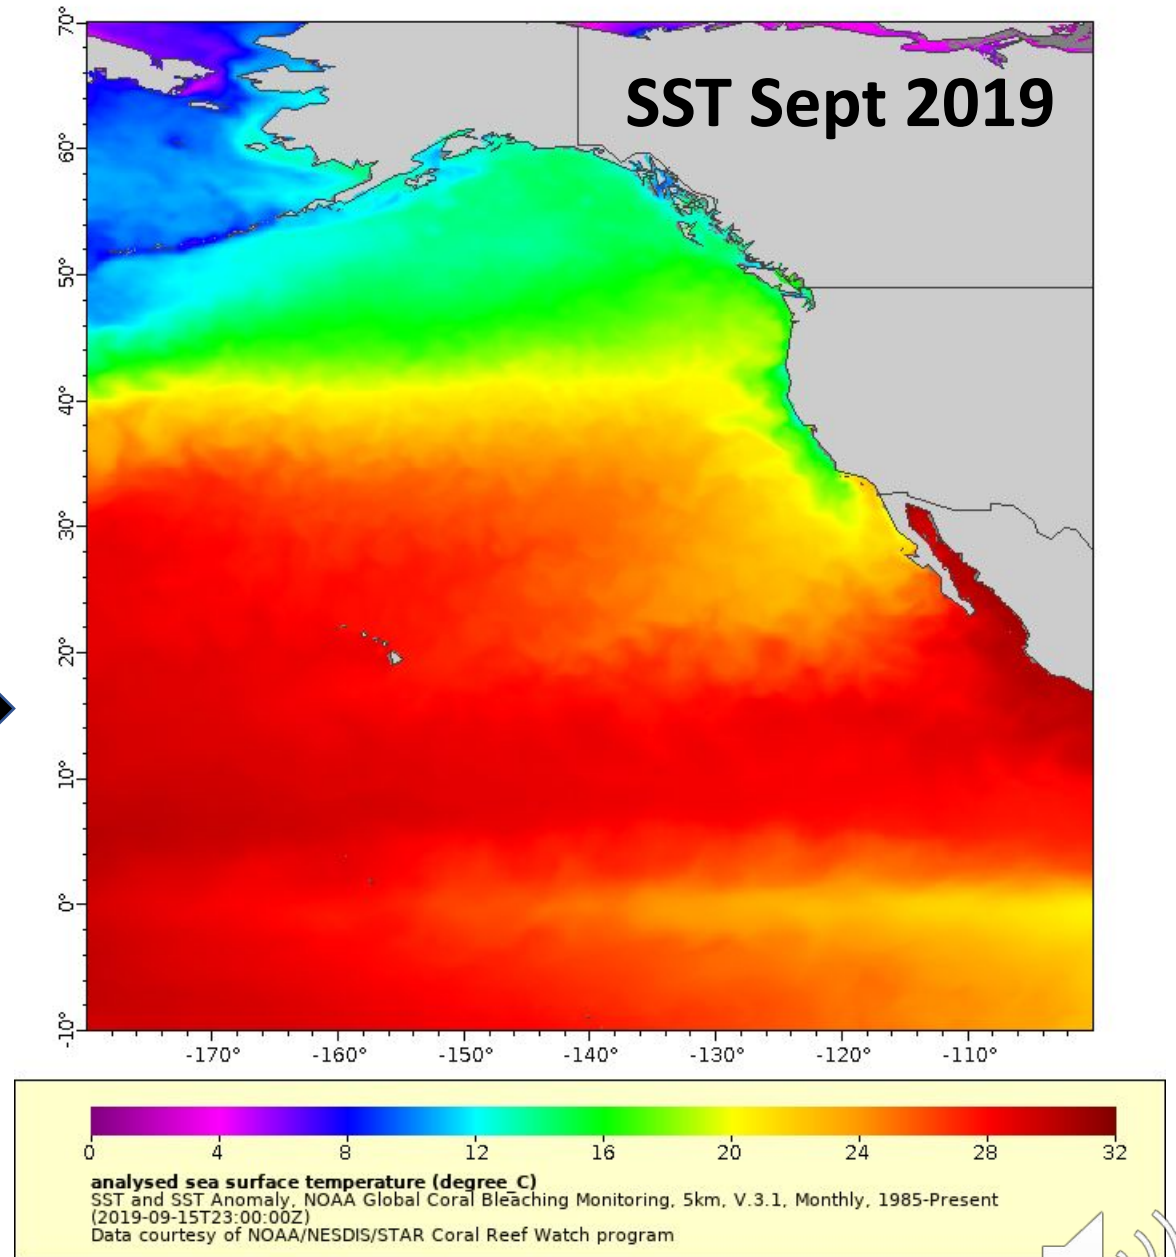 SST Sept 2019
70°
60°
50°
40°
30°
20°
10°
0°
-10°
-170° -160° -150° -140° -130° -120° -110°
0 4 8 12 16 20 24 28 32
analysed sea surface temperature (degree_C)
SST and SST Anomaly, NOAA Global Coral Bleaching Monitoring, 5km, V.3.1, Monthly, 1985-Present
(2019-09-15T23:00:00Z)
Data courtesy of NOAA/NESDIS/STAR Coral Reef Watch program